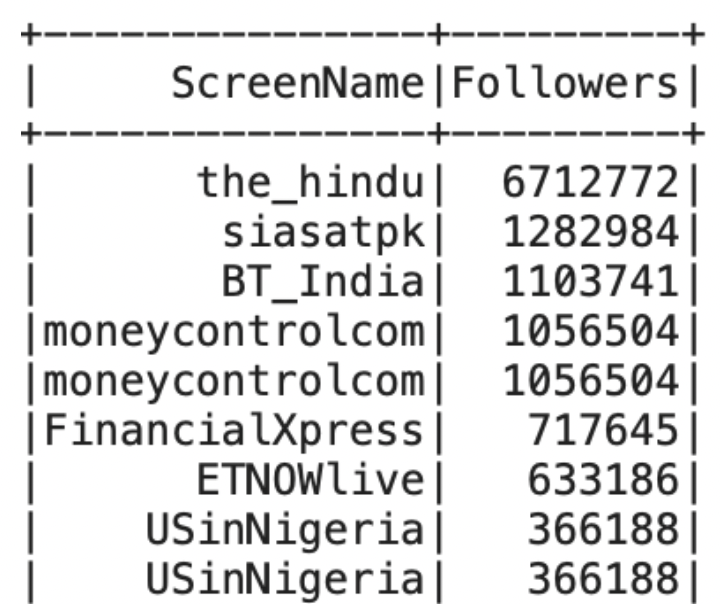 +---------------+----------+
|     ScreenName|Followers|
+---------------+----------+
|      the_hindu|  6712772|
|       siasatpk|  1282984|
|       BT_India|  1103741|
|moneycontrolcom|  1056504|
|moneycontrolcom|  1056504|
|FinancialXpress|   717645|
|      ETNOWlive|   633186|
|    USinNigeria|   366188|
|    USinNigeria|   366188|